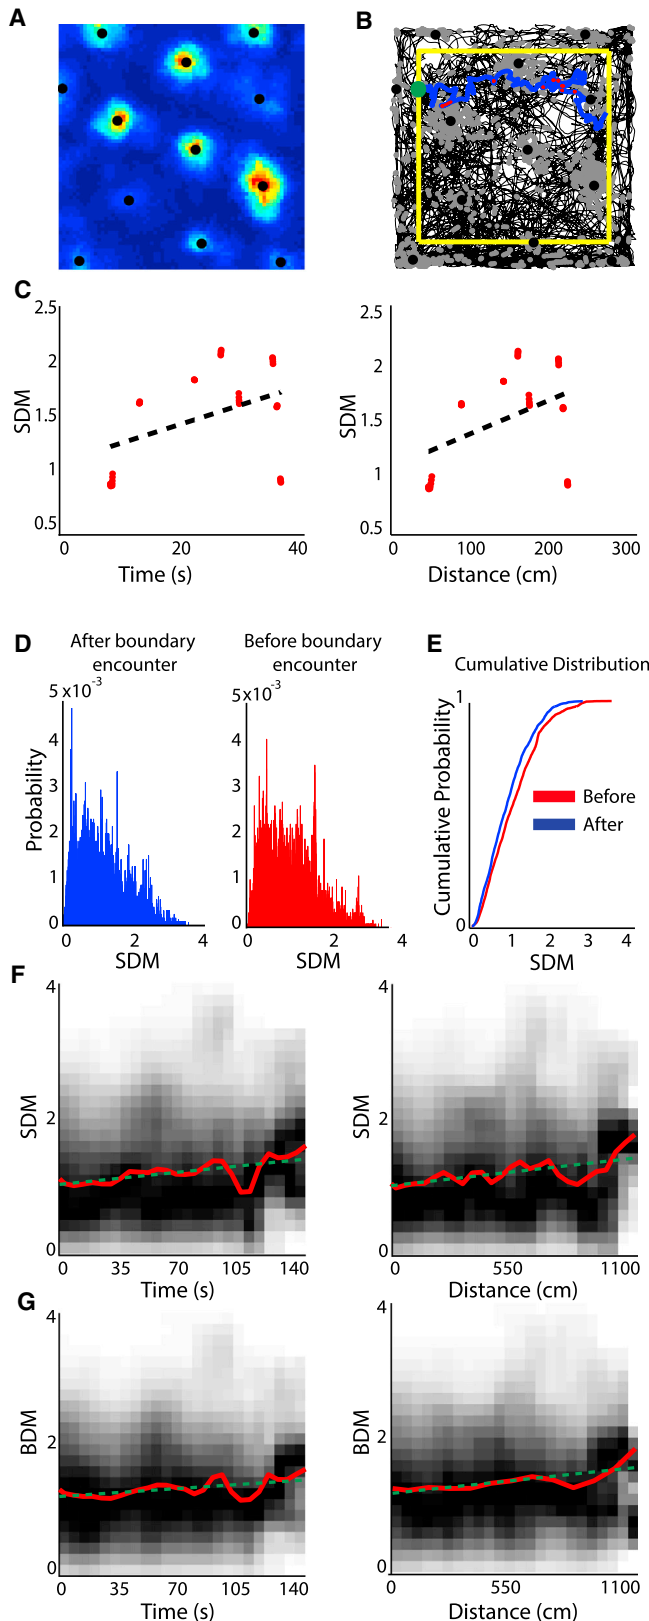 A
B
C
2.5
2
1.5
1
0.5
SDM
0
20
40
Time (s)
2.5
2
1.5
1
0.5
SDM
0
100
200
300
Distance (cm)
D
After boundary
encounter
5x10-3
4
3
2
1
0
Probability
0
2
4
SDM
Before boundary
encounter
5x10-3
4
3
2
1
0
0
2
4
SDM
E
Cumulative Distribution
1
0
Cumulative Probability
Before
After
0
1
2
3
4
SDM
F
4
2
0
SDM
0
35
70
105
140
Time (s)
4
2
0
SDM
0
550
1100
Distance (cm)
G
4
2
0
BDM
0
35
70
105
140
Time (s)
4
2
0
BDM
0
550
1100
Distance (cm)